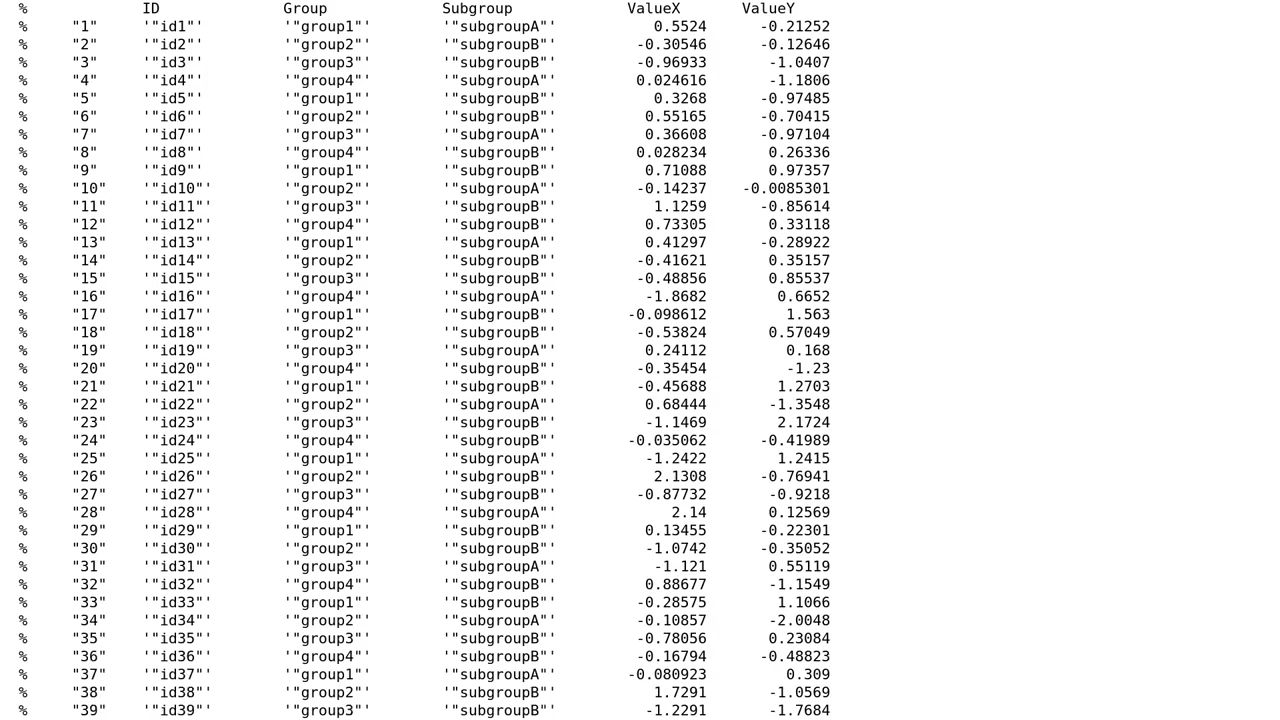 % ID Group Subgroup ValueX ValueY
% "1" '"id1"' '"group1"' '"subgroupA"' 0.5524 -0.21252
% "2" '"id2"' '"group2"' '"subgroupB"' -0.30546 -0.12646
% "3" '"id3"' '"group3"' '"subgroupB"' -0.96933 -1.0407
% "4" '"id4"' '"group4"' '"subgroupA"' 0.024616 -1.1806
% "5" '"id5"' '"group1"' '"subgroupB"' 0.3268 -0.97485
% "6" '"id6"' '"group2"' '"subgroupB"' 0.55165 -0.70415
% "7" '"id7"' '"group3"' '"subgroupA"' 0.36608 -0.97104
% "8" '"id8"' '"group4"' '"subgroupB"' 0.028234 0.26336
% "9" '"id9"' '"group1"' '"subgroupB"' 0.71088 0.97357
% "10" '"id10"' '"group2"' '"subgroupA"' -0.14237 -0.0085301
% "11" '"id11"' '"group3"' '"subgroupB"' 1.1259 -0.85614
% "12" '"id12"' '"group4"' '"subgroupB"' 0.73305 0.33118
% "13" '"id13"' '"group1"' '"subgroupA"' 0.41297 -0.28922
% "14" '"id14"' '"group2"' '"subgroupB"' -0.41621 0.35157
% "15" '"id15"' '"group3"' '"subgroupB"' -0.48856 0.85537
% "16" '"id16"' '"group4"' '"subgroupA"' -1.8682 0.6652
% "17" '"id17"' '"group1"' '"subgroupB"' -0.098612 1.563
% "18" '"id18"' '"group2"' '"subgroupB"' -0.53824 0.57049
% "19" '"id19"' '"group3"' '"subgroupA"' 0.24112 0.168
% "20" '"id20"' '"group4"' '"subgroupB"' -0.35454 -1.23
% "21" '"id21"' '"group1"' '"subgroupB"' -0.45688 1.2703
% "22" '"id22"' '"group2"' '"subgroupA"' 0.68444 -1.3548
% "23" '"id23"' '"group3"' '"subgroupB"' -1.1469 2.1724
% "24" '"id24"' '"group4"' '"subgroupB"' -0.035062 -0.41989
% "25" '"id25"' '"group1"' '"subgroupA"' -1.2422 1.2415
% "26" '"id26"' '"group2"' '"subgroupB"' 2.1308 -0.76941
% "27" '"id27"' '"group3"' '"subgroupB"' -0.87732 -0.9218
% "28" '"id28"' '"group4"' '"subgroupA"' 2.14 0.12569
% "29" '"id29"' '"group1"' '"subgroupB"' 0.13455 -0.22301
% "30" '"id30"' '"group2"' '"subgroupB"' -1.0742 -0.35052
% "31" '"id31"' '"group3"' '"subgroupA"' -1.121 0.55119
% "32" '"id32"' '"group4"' '"subgroupB"' 0.88677 -1.1549
% "33" '"id33"' '"group1"' '"subgroupB"' -0.28575 1.1066
% "34" '"id34"' '"group2"' '"subgroupA"' -0.10857 -2.0048
% "35" '"id35"' '"group3"' '"subgroupB"' -0.78056 0.23084
% "36" '"id36"' '"group4"' '"subgroupB"' -0.16794 -0.48823
% "37" '"id37"' '"group1"' '"subgroupA"' -0.080923 0.309
% "38" '"id38"' '"group2"' '"subgroupB"' 1.7291 -1.0569
% "39" '"id39"' '"group3"' '"subgroupB"' -1.2291 -1.7684